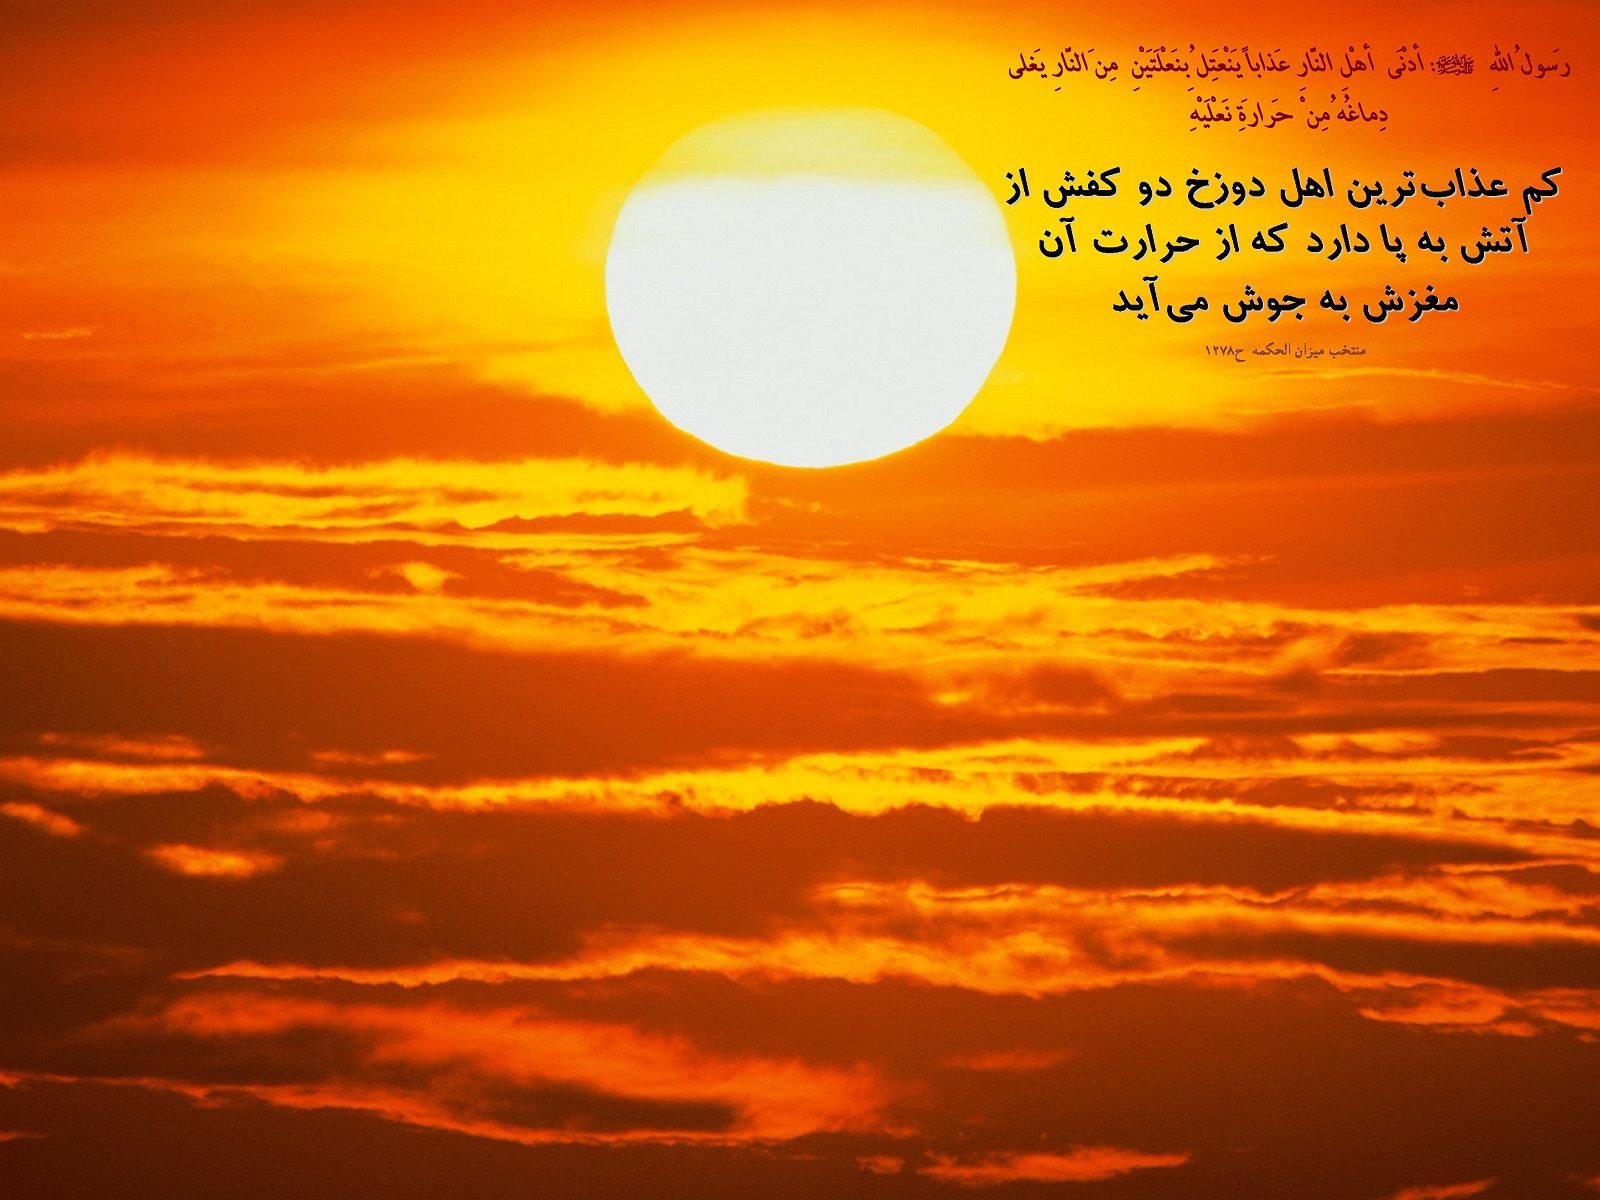 رَسولُ اللهِ ﷺ: أدْنَى أهْلِ النّارِ عَذاباً يَنْتَعِلُ بِنَعْلَيْنِ مِنَ النّارِ يَغلي
دِماغُهُ مِنْ حَرارَةِ نَعْلَيْهِ
کم عذاب‌ترین اهل دوزخ دو کفش از
آتش به پا دارد که از حرارت آن
مغزش به جوش می‌آید
منتخب میزان الحکمه ح۱۲۷۸